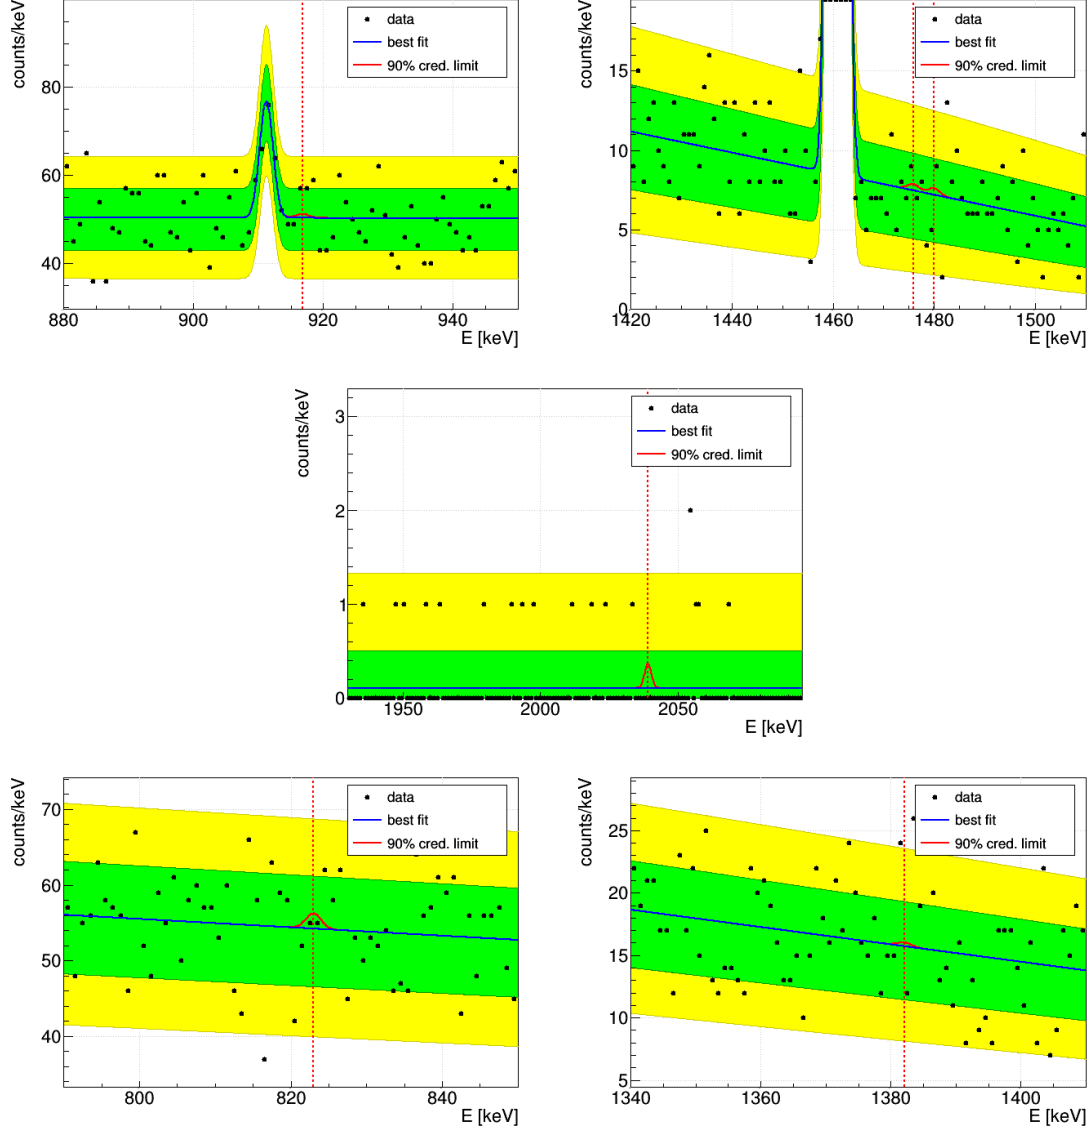 counts/keV
data
best fit
90% cred. limit
80
60
40
880
900
920
940
E [keV]
counts/keV
data
best fit
90% cred. limit
15
10
5
0
1420
1440
1460
1480
1500
E [keV]
counts/keV
data
best fit
90% cred. limit
3
2
1
0
1950
2000
2050
E [keV]
counts/keV
data
best fit
90% cred. limit
70
60
50
40
800
820
840
E [keV]
counts/keV
data
best fit
90% cred. limit
25
20
15
10
5
1340
1360
1380
1400
E [keV]